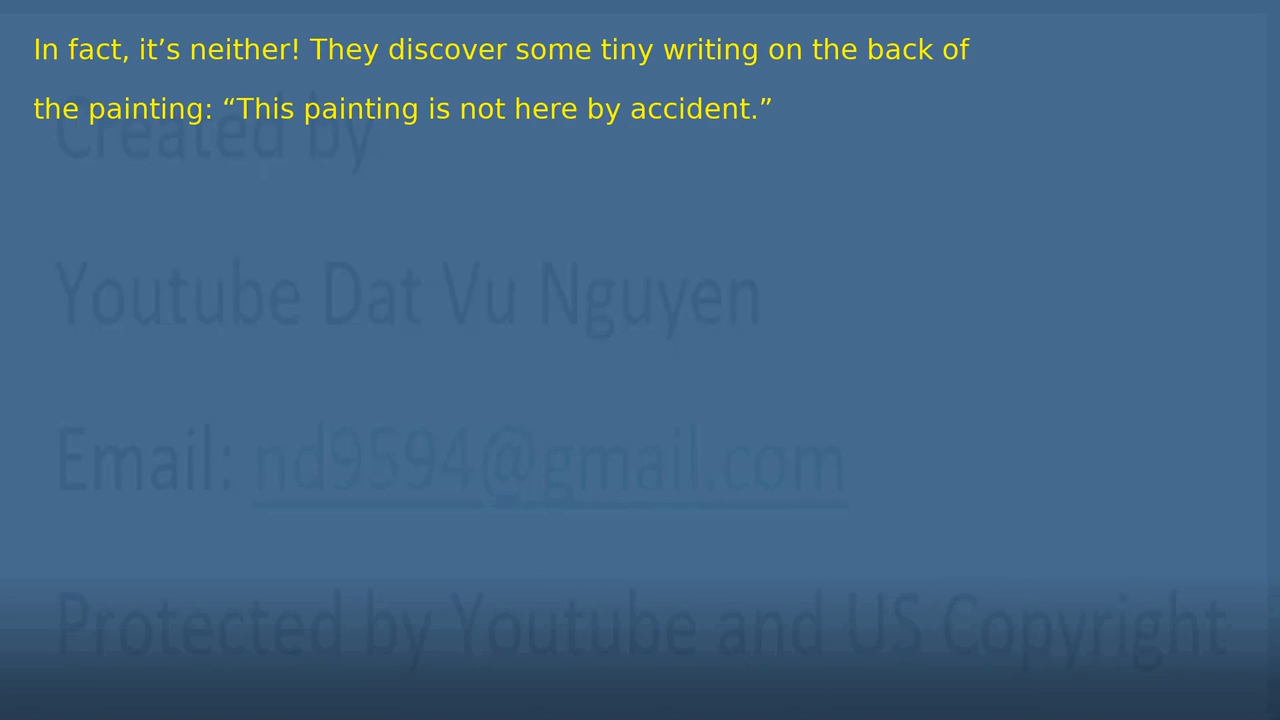 In fact, it’s neither! They discover some tiny writing on the back of
the painting: “This painting is not here by accident.”
Created by
Youtube Dat Vu Nguyen
Email: nd9594@gmail.com
Protected by Youtube and US Copyright